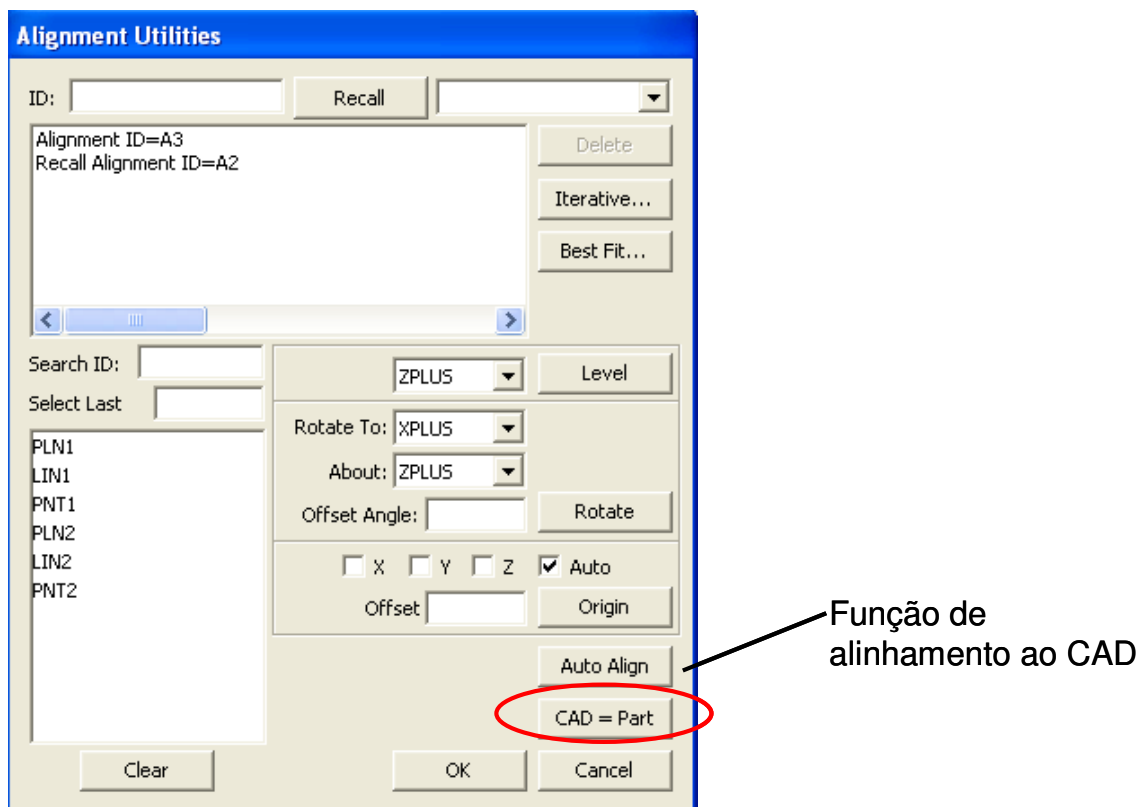 Alignment Utilities
ID:
Recall
Alignment ID=A3
Recall Alignment ID=A2
Delete
Iterative...
Best Fit...
Search ID:
Select Last
ZPLUS
Level
Rotate To: XPLUS
About: ZPLUS
Offset Angle:
Rotate
PLN1
LIN1
PNT1
PLN2
LIN2
PNT2
X Y Z Auto
Offset
Origin
Auto Align
CAD = Part
Clear
OK
Cancel
Função de
alinhamento ao CAD